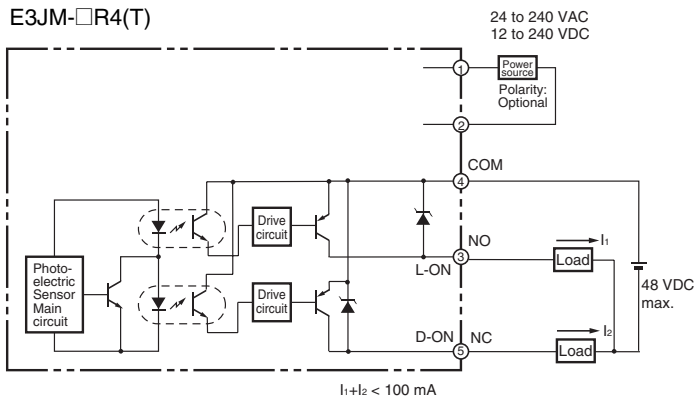 E3JM-□R4(T)
24 to 240 VAC
12 to 240 VDC
1
Power
source
Polarity:
Optional
2
COM
4
Drive
circuit
NO
I1
3
Load
L-ON
Photo-
electric
Sensor
Main
circuit
48 VDC
max.
Drive
circuit
I2
D-ON
NC
5
Load
I1+I2 < 100 mA